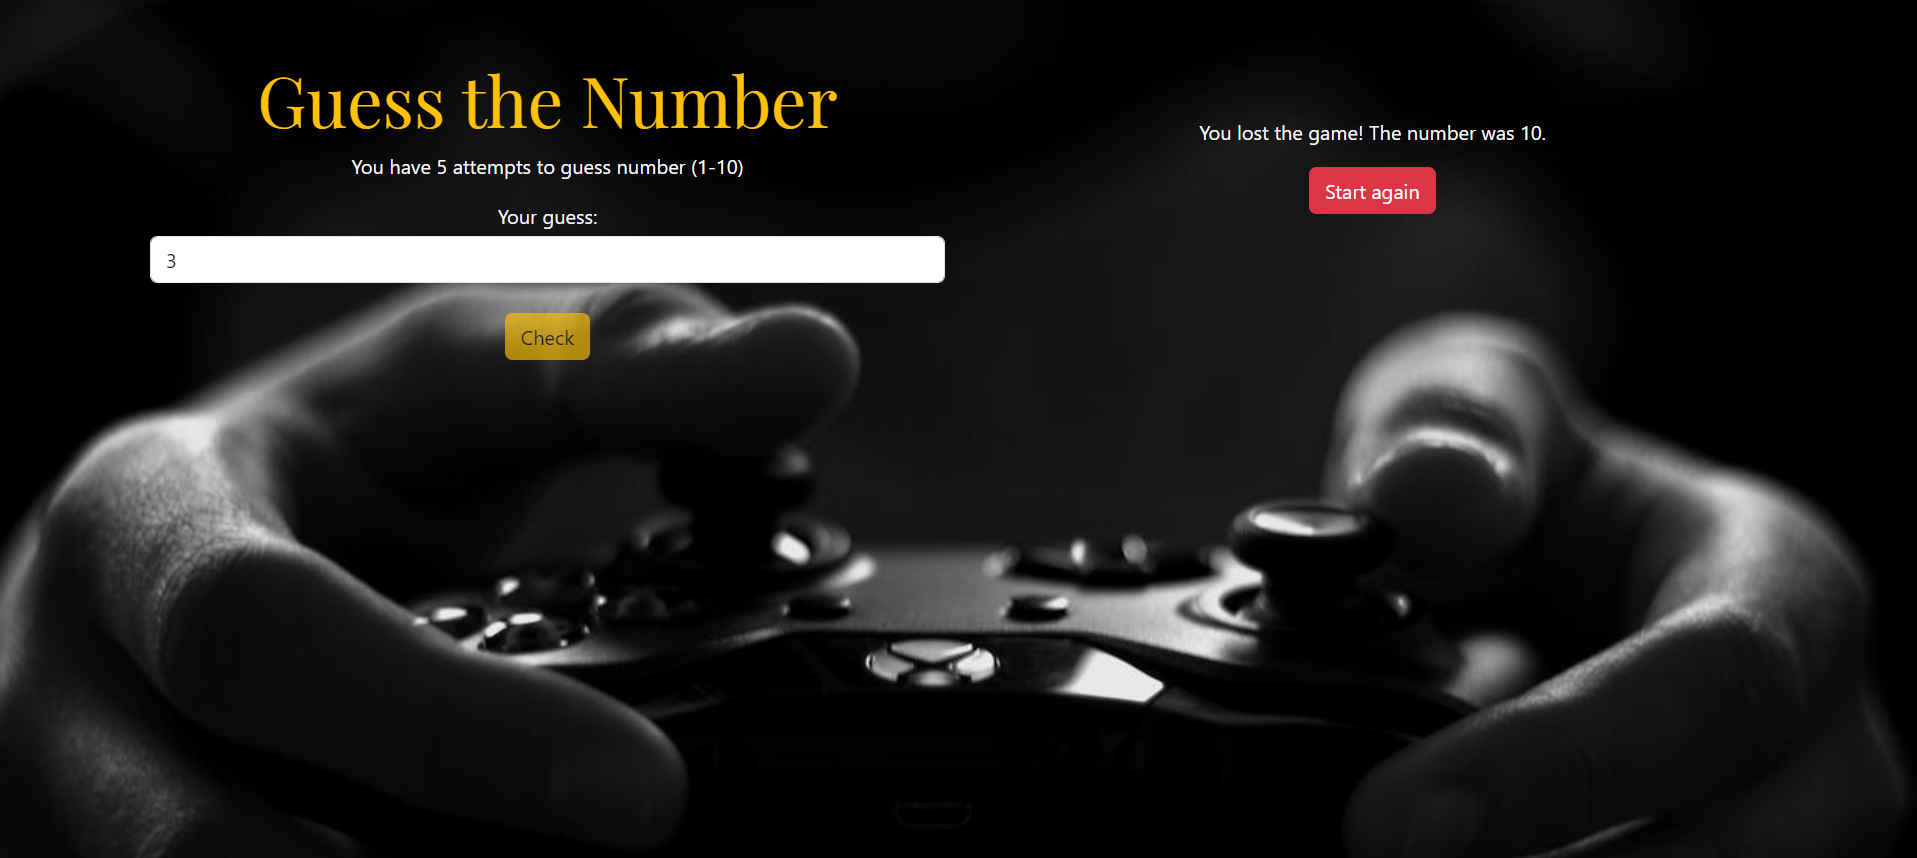 Guess the Number
You have 5 attempts to guess number (1-10)
Your guess:
3
Check
You lost the game! The number was 10.
Start again